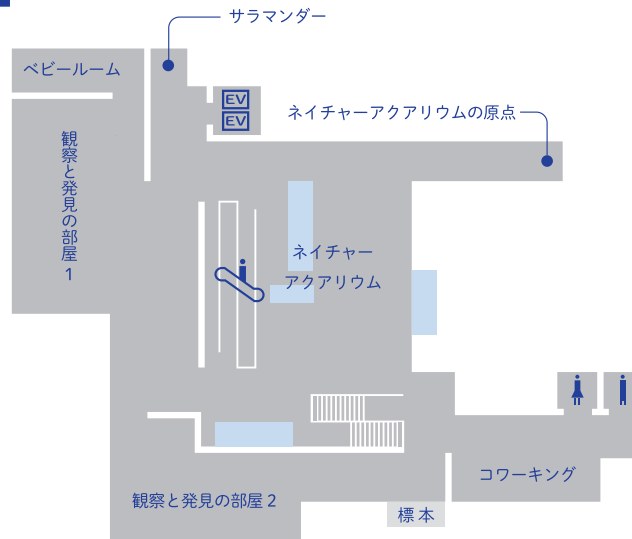 サラマンダー
ベビールーム
EV
EV
ネイチャーアクアリウムの原点
観察と発見の部屋1
ネイチャー
アクアリウム
コワーキング
観察と発見の部屋2
標本